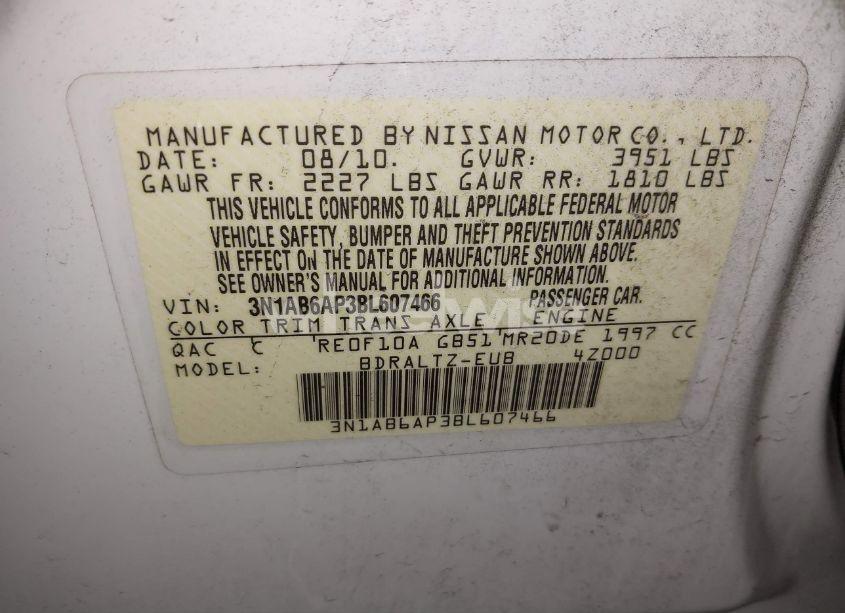 MANUFACTURED BY NISSAN MOTOR CO., LTD.
DATE: 08/10. GVWR: 3951 LBS
GAWR FR: 2227 LBS GAWR RR: 1810 LBS
THIS VEHICLE CONFORMS TO ALL APPLICABLE FEDERAL MOTOR
VEHICLE SAFETY, BUMPER AND THEFT PREVENTION STANDARDS
IN EFFECT ON THE DATE OF MANUFACTURE SHOWN ABOVE.
SEE OWNER'S MANUAL FOR ADDITIONAL INFORMATION.
VIN: 3N1AB6AP3BL607466 PASSENGER CAR.
COLOR TRIM TRANS AXLE ENGINE
QAC C RE0F10A GB51 MR20DE 1997 CC
MODEL: BDRALTZ-EUB 4Z000
3N1AB6AP3BL607466